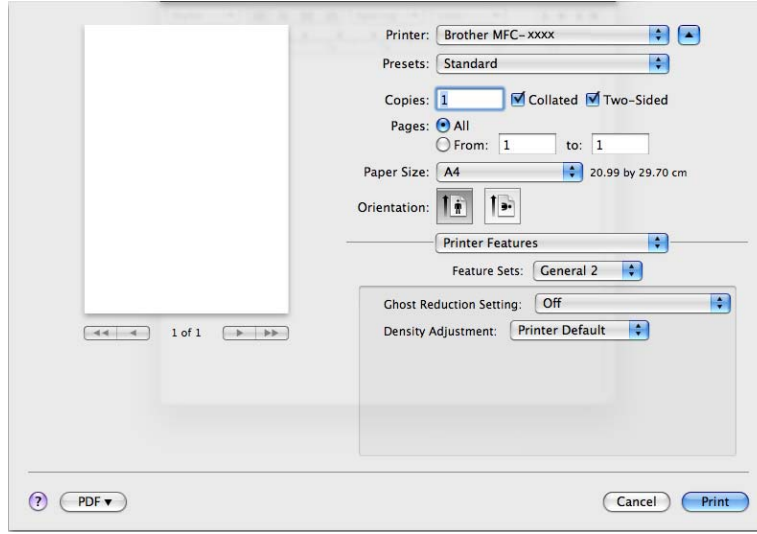 Printer: Brother MFC-xxxx
Presets: Standard
Copies: 1 Collated Two-Sided
Pages: All
From: 1 to: 1
Paper Size: A4 20.99 by 29.70 cm
Orientation:
Printer Features
Feature Sets: General 2
Ghost Reduction Setting: Off
Density Adjustment: Printer Default
1 of 1
? PDF Cancel Print